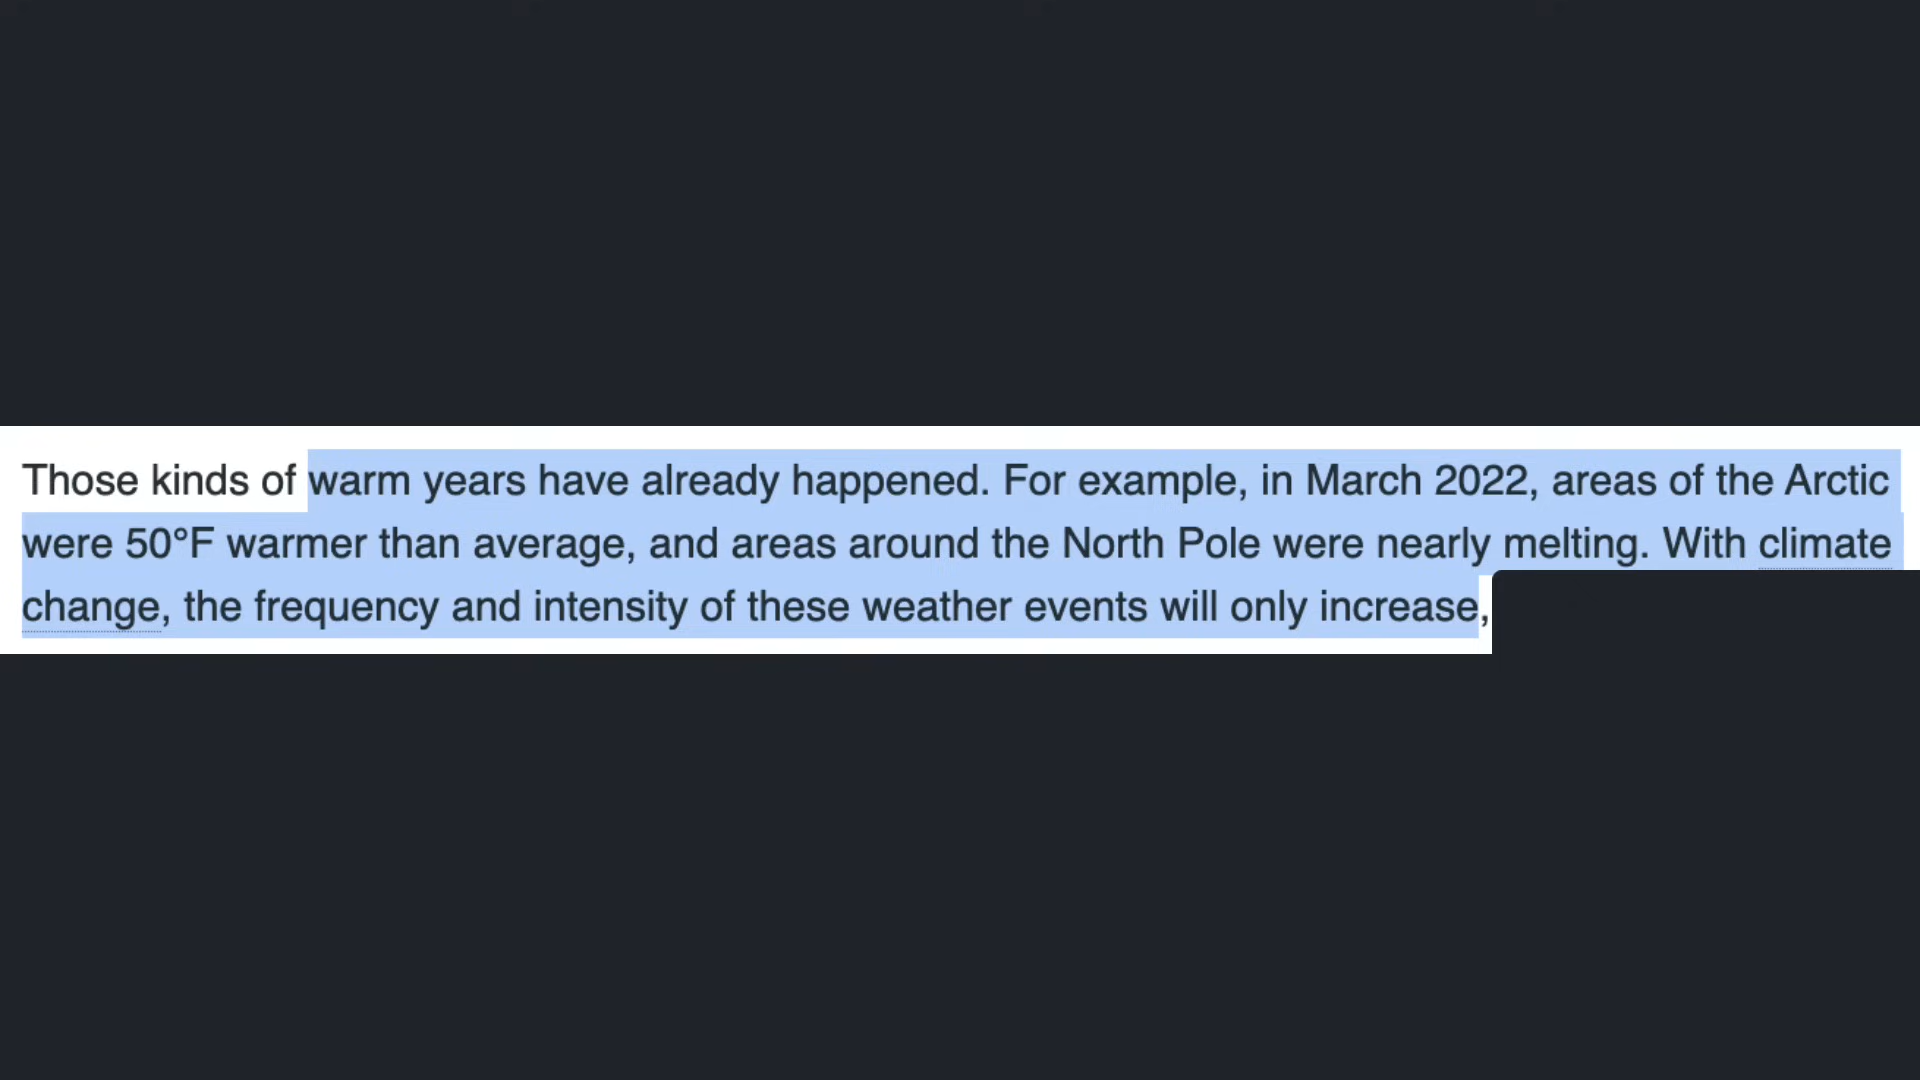 Those kinds of warm years have already happened. For example, in March 2022, areas of the Arctic
were 50°F warmer than average, and areas around the North Pole were nearly melting. With climate
change, the frequency and intensity of these weather events will only increase,